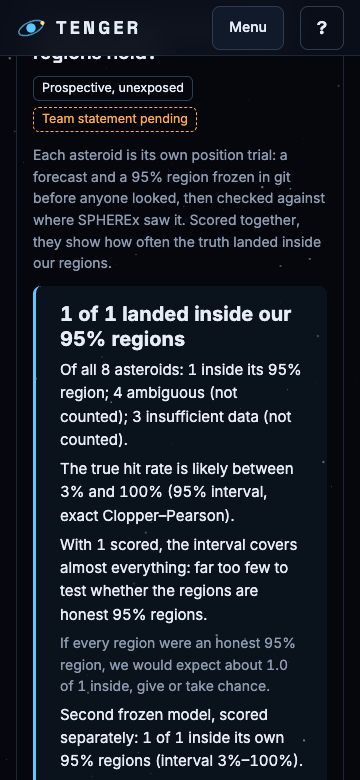 TENGER
Menu
?
regions hold?
Prospective, unexposed
Team statement pending
Each asteroid is its own position trial: a
forecast and a 95% region frozen in git
before anyone looked, then checked against
where SPHEREx saw it. Scored together,
they show how often the truth landed inside
our regions.
1 of 1 landed inside our
95% regions
Of all 8 asteroids: 1 inside its 95%
region; 4 ambiguous (not
counted); 3 insufficient data (not
counted).
The true hit rate is likely between
3% and 100% (95% interval,
exact Clopper–Pearson).
With 1 scored, the interval covers
almost everything: far too few to
test whether the regions are
honest 95% regions.
If every region were an honest 95%
region, we would expect about 1.0
of 1 inside, give or take chance.
Second frozen model, scored
separately: 1 of 1 inside its own
95% regions (interval 3%–100%).